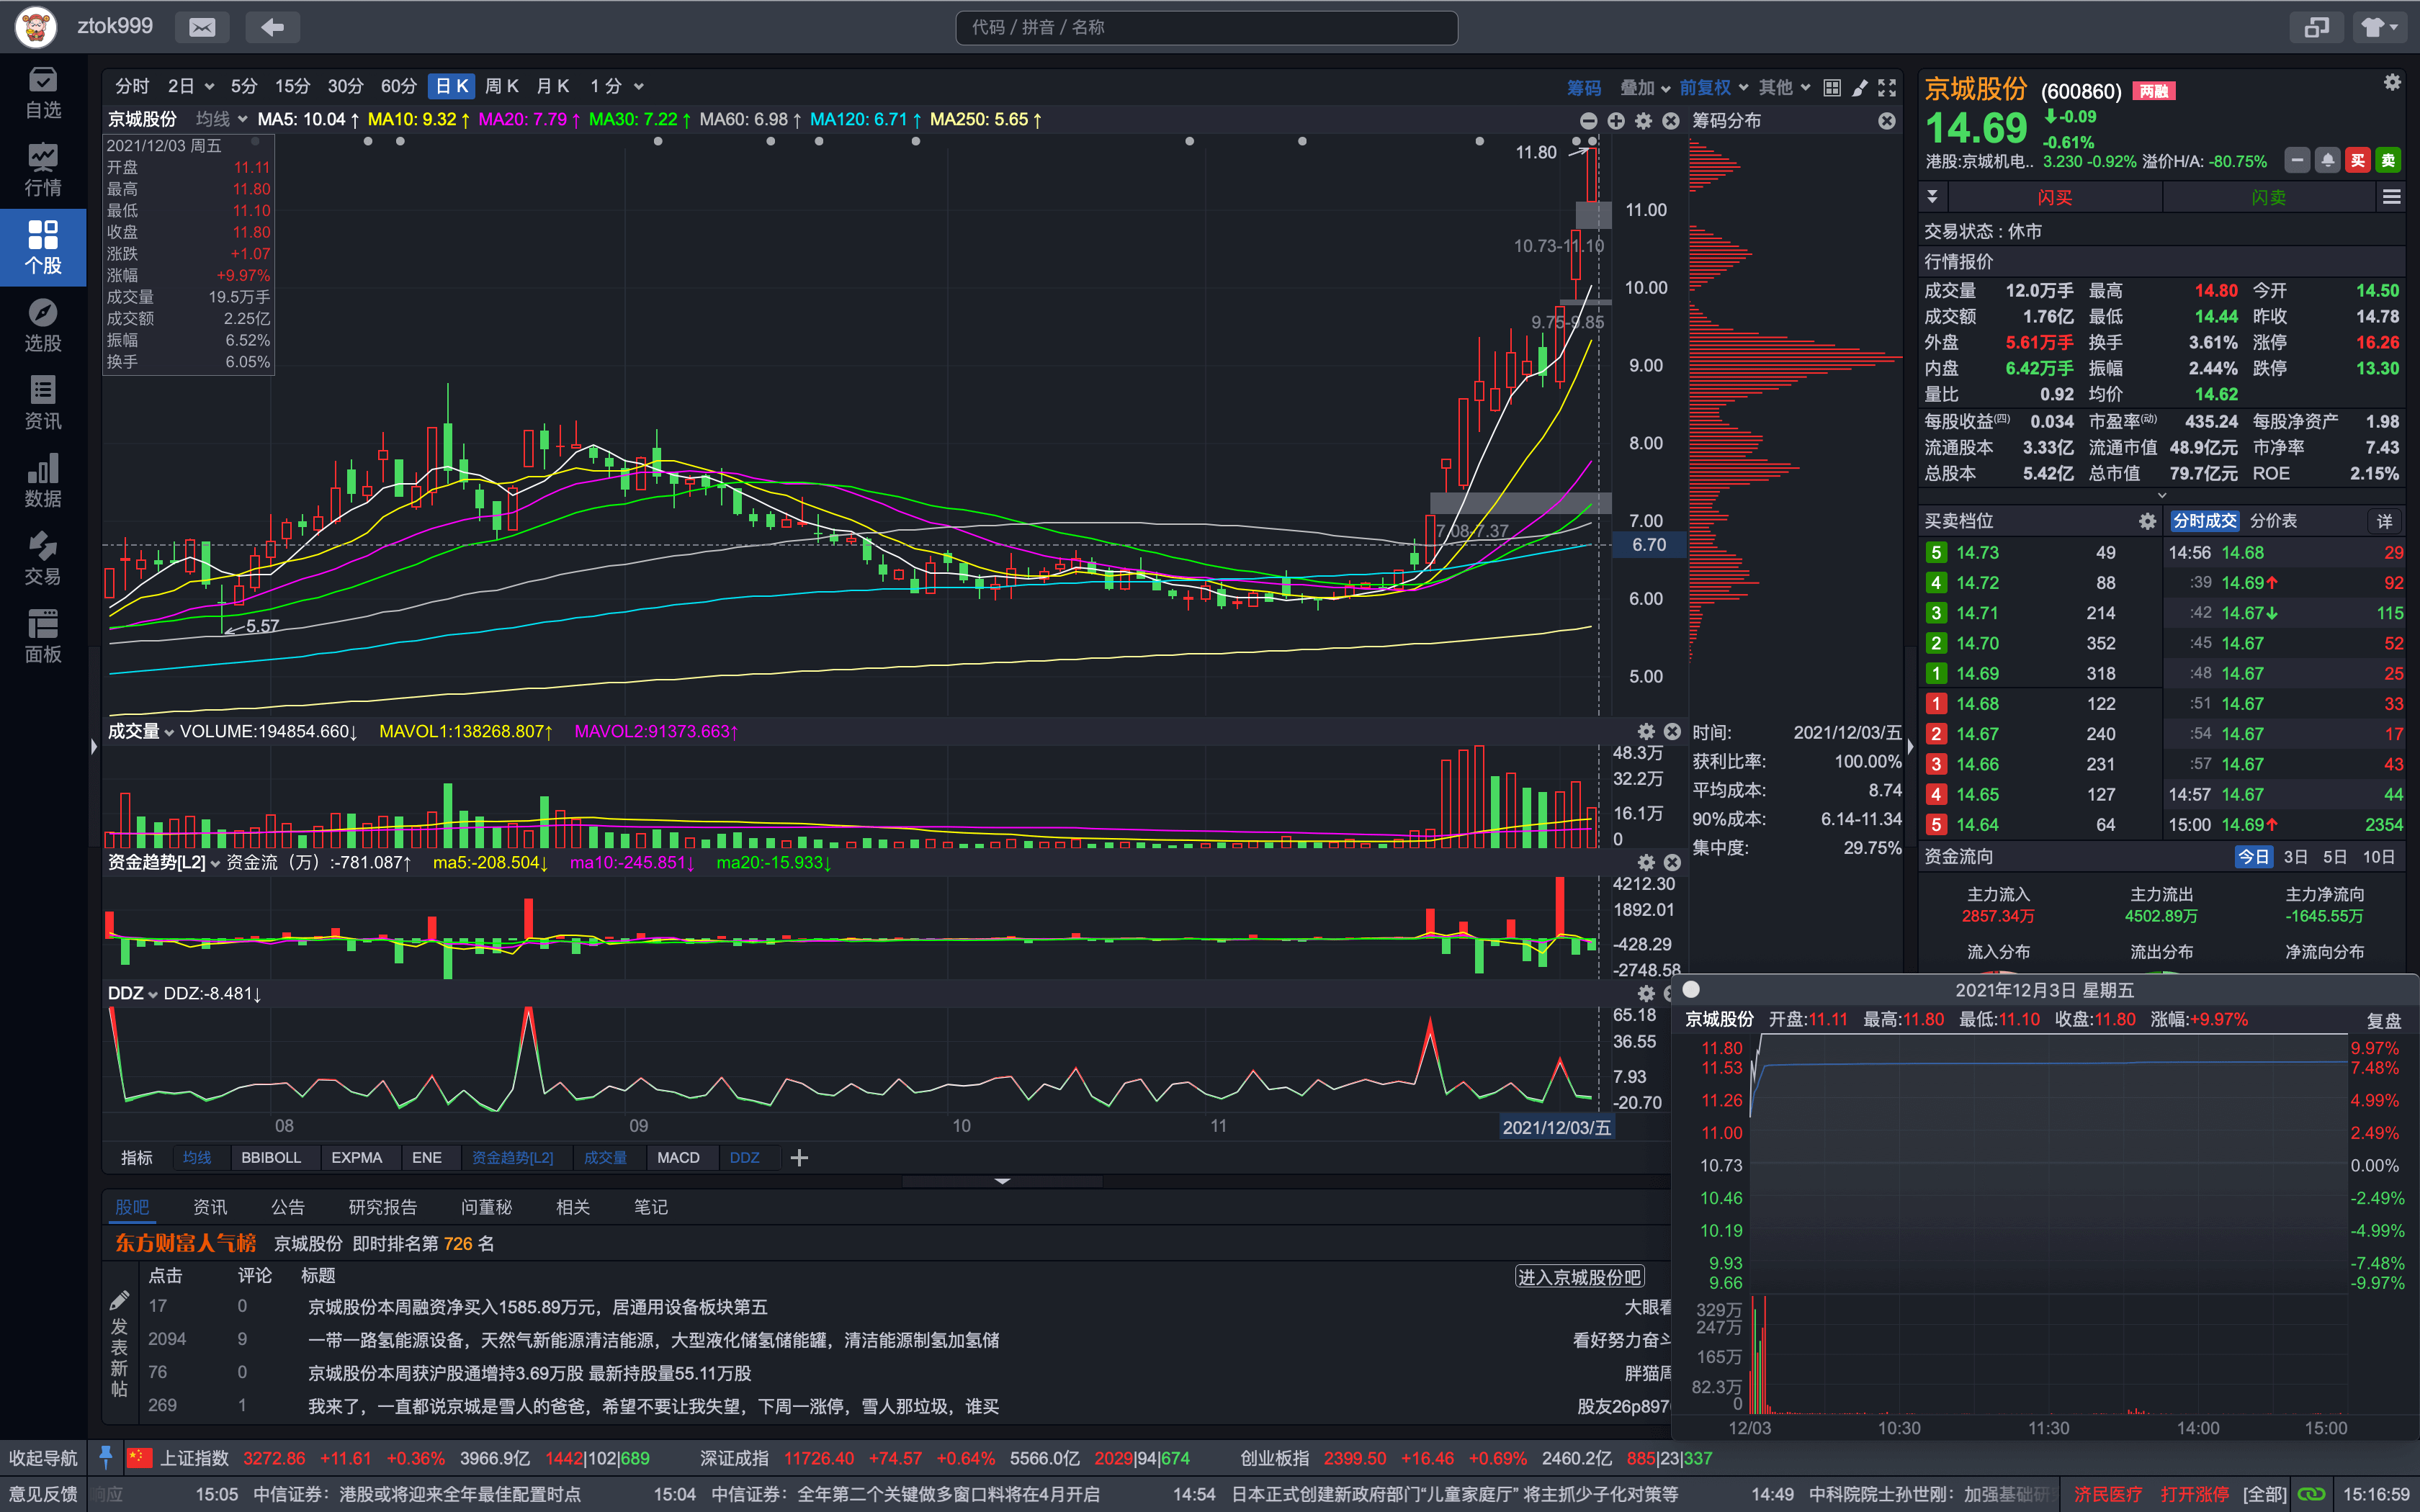 ztok999
代码 / 拼音 / 名称
自选
行情
个股
选股
资讯
数据
交易
面板
分时 2日 5分 15分 30分 60分 日K 周K 月K 1分 筹码 叠加 前复权 其他
京城股份 均线 MA5: 10.04↑ MA10: 9.32↑ MA20: 7.79↑ MA30: 7.22↑ MA60: 6.98↑ MA120: 6.71↑ MA250: 5.65↑
筹码分布
2021/12/03 周五
开盘 11.11
最高 11.80
最低 11.10
收盘 11.80
涨跌 +1.07
涨幅 +9.97%
成交量 19.5万手
成交额 2.25亿
振幅 6.52%
换手 6.05%
11.80
10.73-11.10
9.75-9.85
7.08-7.37
5.57
11.00
10.00
9.00
8.00
7.00
6.70
6.00
5.00
成交量 VOLUME:194854.660↓ MAVOL1:138268.807↑ MAVOL2:91373.663↑
48.3万
32.2万
16.1万
0
时间: 2021/12/03/五
获利比率: 100.00%
平均成本: 8.74
90%成本: 6.14-11.34
集中度: 29.75%
资金趋势[L2] 资金流（万）:-781.087↑ ma5:-208.504↓ ma10:-245.851↓ ma20:-15.933↓
4212.30
1892.01
-428.29
-2748.58
DDZ DDZ:-8.481↓
65.18
36.55
7.93
-20.70
08 09 10 11 2021/12/03/五
指标 均线 BBIBOLL EXPMA ENE 资金趋势[L2] 成交量 MACD DDZ
股吧 资讯 公告 研究报告 问董秘 相关 笔记
东方财富人气榜 京城股份 即时排名第 726 名
点击 评论 标题 进入京城股份吧
发表新帖
17 0 京城股份本周融资净买入1585.89万元，居通用设备板块第五 大眼看
2094 9 一带一路氢能源设备，天然气新能源清洁能源，大型液化储氢储能罐，清洁能源制氢加氢储 看好努力奋斗
76 0 京城股份本周获沪股通增持3.69万股 最新持股量55.11万股 胖猫周
269 1 我来了，一直都说京城是雪人的爸爸，希望不要让我失望，下周一涨停，雪人那垃圾，谁买 股友26p897
京城股份 (600860) 两融
14.69 -0.09
-0.61%
港股:京城机电.. 3.230 -0.92% 溢价H/A: -80.75% 买 卖
闪买 闪卖
交易状态 : 休市
行情报价
成交量 12.0万手 最高 14.80 今开 14.50
成交额 1.76亿 最低 14.44 昨收 14.78
外盘 5.61万手 换手 3.61% 涨停 16.26
内盘 6.42万手 振幅 2.44% 跌停 13.30
量比 0.92 均价 14.62
每股收益(四) 0.034 市盈率(动) 435.24 每股净资产 1.98
流通股本 3.33亿 流通市值 48.9亿元 市净率 7.43
总股本 5.42亿 总市值 79.7亿元 ROE 2.15%
买卖档位 分时成交 分价表 详
5 14.73 49 14:56 14.68 29
4 14.72 88 :39 14.69↑ 92
3 14.71 214 :42 14.67↓ 115
2 14.70 352 :45 14.67 52
1 14.69 318 :48 14.67 25
1 14.68 122 :51 14.67 33
2 14.67 240 :54 14.67 17
3 14.66 231 :57 14.67 43
4 14.65 127 14:57 14.67 44
5 14.64 64 15:00 14.69↑ 2354
资金流向 今日 3日 5日 10日
主力流入 主力流出 主力净流向
2857.34万 4502.89万 -1645.55万
流入分布 流出分布 净流向分布
2021年12月3日 星期五
京城股份 开盘:11.11 最高:11.80 最低:11.10 收盘:11.80 涨幅:+9.97% 复盘
11.80 9.97%
11.53 7.48%
11.26 4.99%
11.00 2.49%
10.73 0.00%
10.46 -2.49%
10.19 -4.99%
9.93 -7.48%
9.66 -9.97%
329万
247万
165万
82.3万
0
12/03 10:30 11:30 14:00 15:00
收起导航 上证指数 3272.86 +11.61 +0.36% 3966.9亿 1442|102|689 深证成指 11726.40 +74.57 +0.64% 5566.0亿 2029|94|674 创业板指 2399.50 +16.46 +0.69% 2460.2亿 885|23|337
意见反馈 响应 15:05 中信证券：港股或将迎来全年最佳配置时点 15:04 中信证券：全年第二个关键做多窗口料将在4月开启 14:54 日本正式创建新政府部门“儿童家庭厅” 将主抓少子化对策等 14:49 中科院院士孙世刚：加强基础研 济民医疗 打开涨停 [全部] 15:16:59